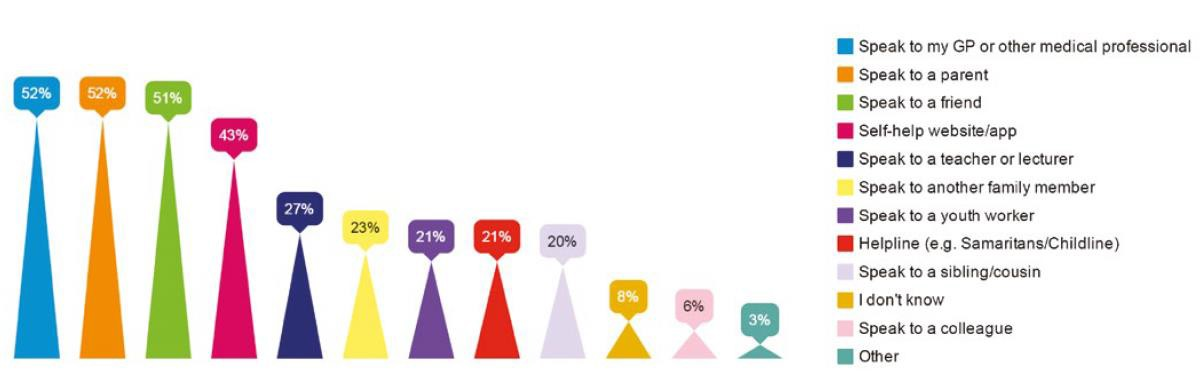 52%
52%
51%
43%
27%
23%
21%
21%
20%
8%
6%
3%
Speak to my GP or other medical professional
Speak to a parent
Speak to a friend
Self-help website/app
Speak to a teacher or lecturer
Speak to another family member
Speak to a youth worker
Helpline (e.g. Samaritans/Childline)
Speak to a sibling/cousin
I don't know
Speak to a colleague
Other